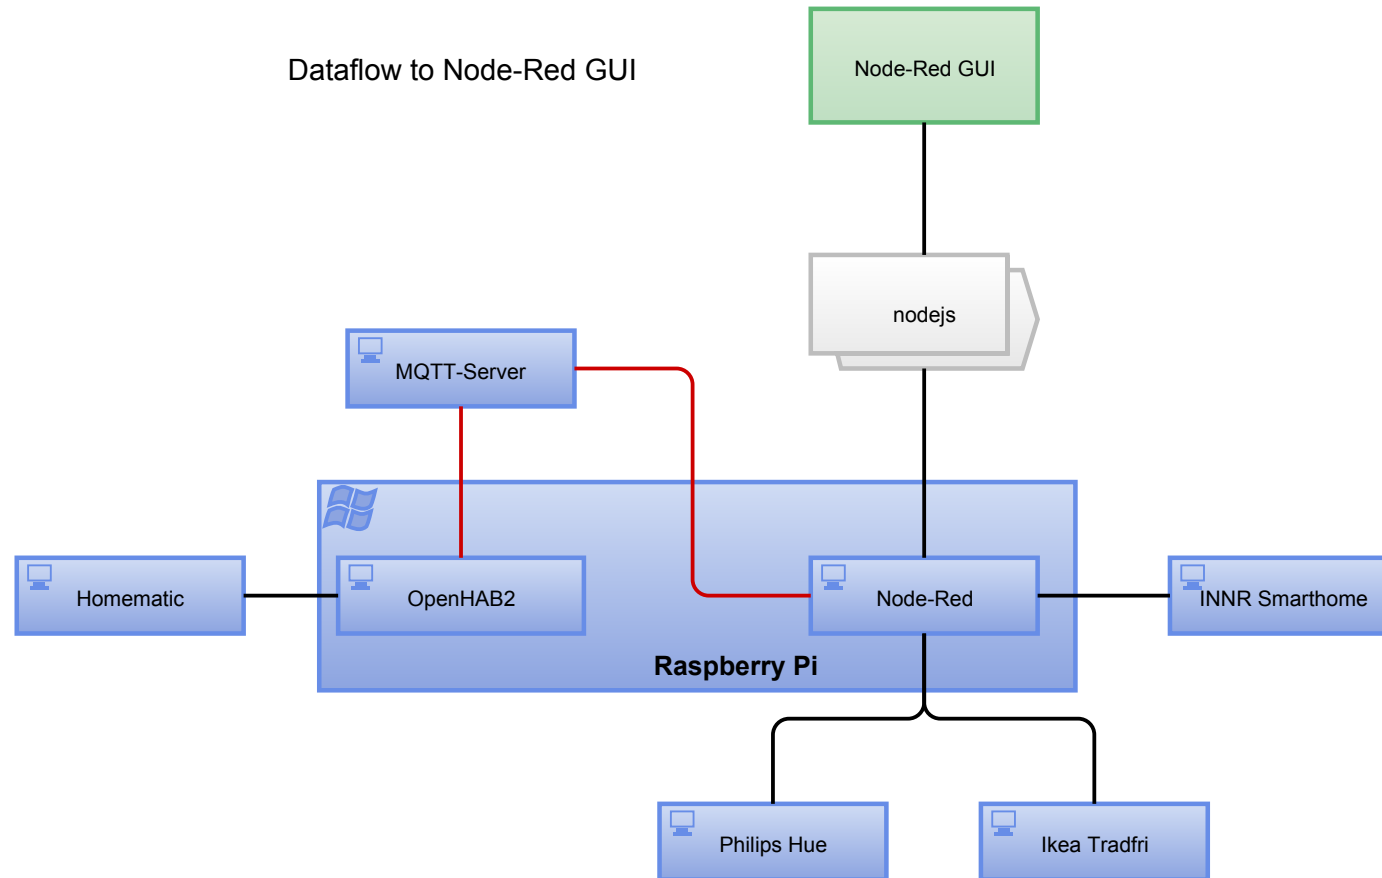 Dataflow to Node-Red GUI
Node-Red GUI
nodejs
MQTT-Server
Homematic
OpenHAB2
Node-Red
INNR Smarthome
Raspberry Pi
Philips Hue
Ikea Tradfri